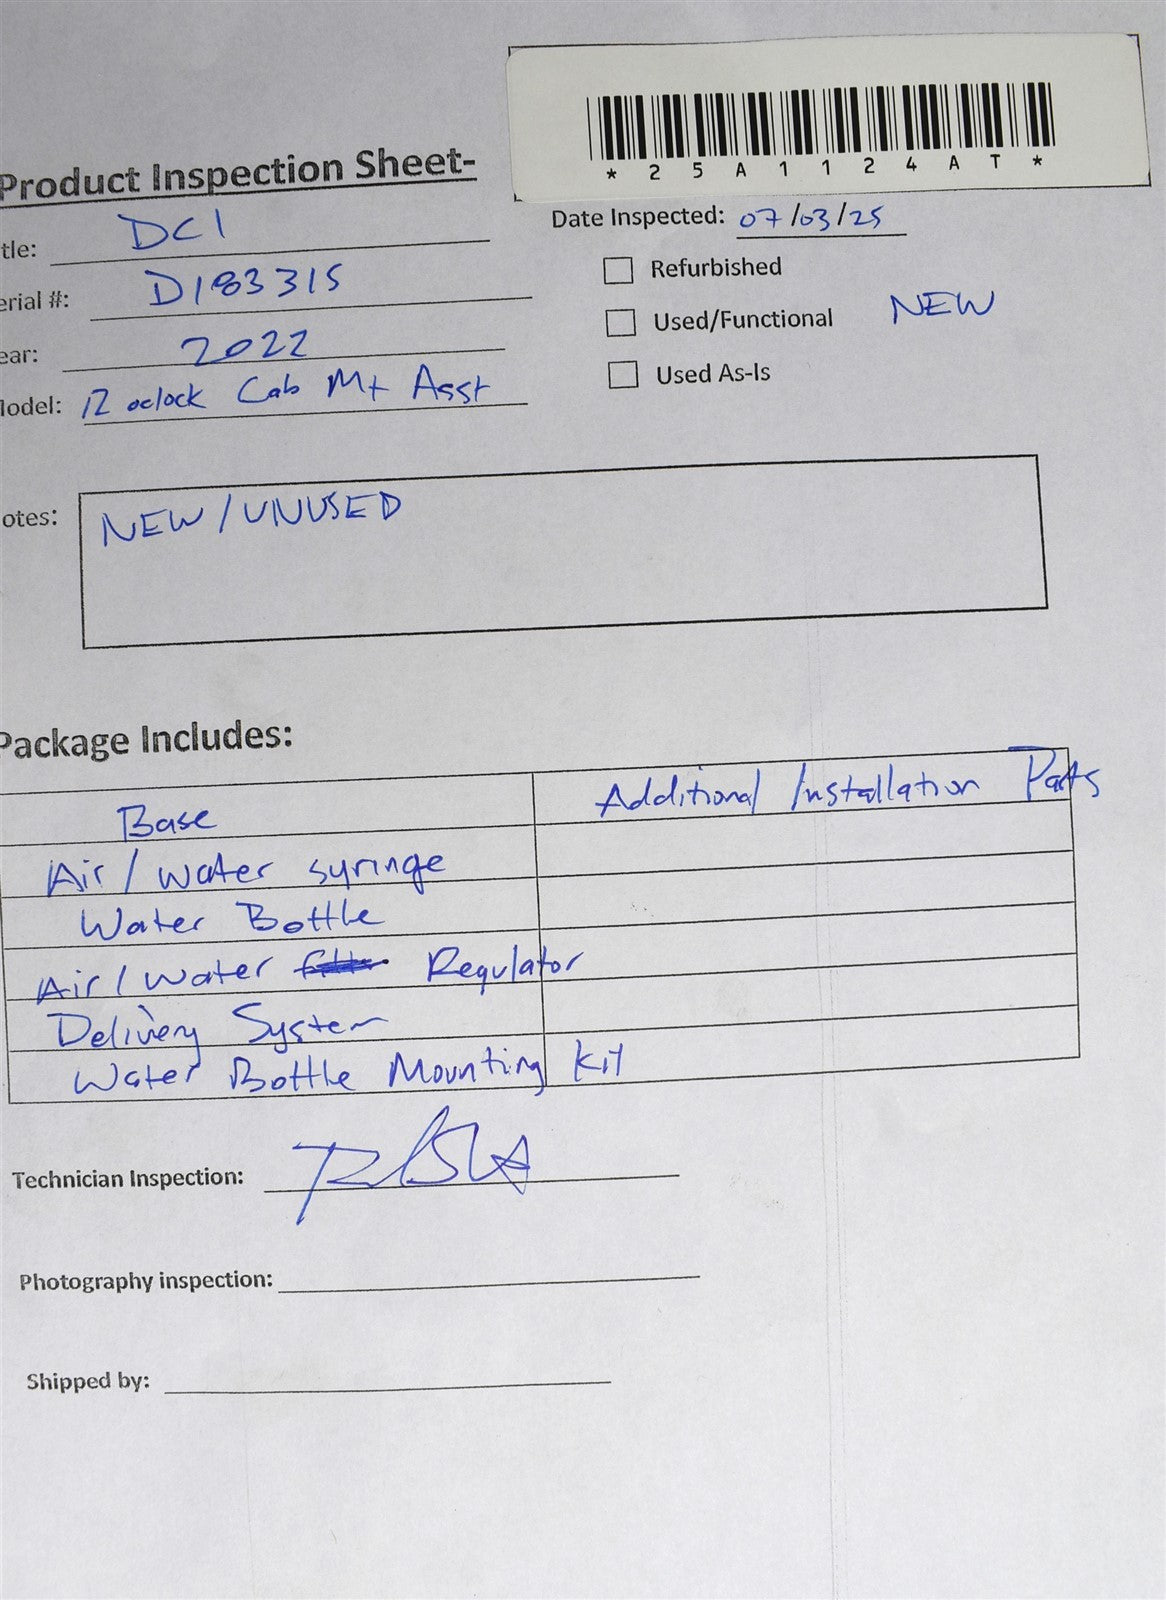 *25A1124AT*
Product Inspection Sheet-
tle: DCI
Date Inspected: 07/03/25
erial #: D183315
Refurbished
ear: 2022
Used/Functional NEW
lodel: 12 oclock Cab Mt Asst
Used As-Is
otes: NEW/UNUSED
Package Includes:
Base
Additional Installation Parts
Air/water syringe
Water Bottle
Air/water Regulator
Delivery System
Water Bottle Mounting Kit
Technician Inspection:
Photography inspection:
Shipped by: